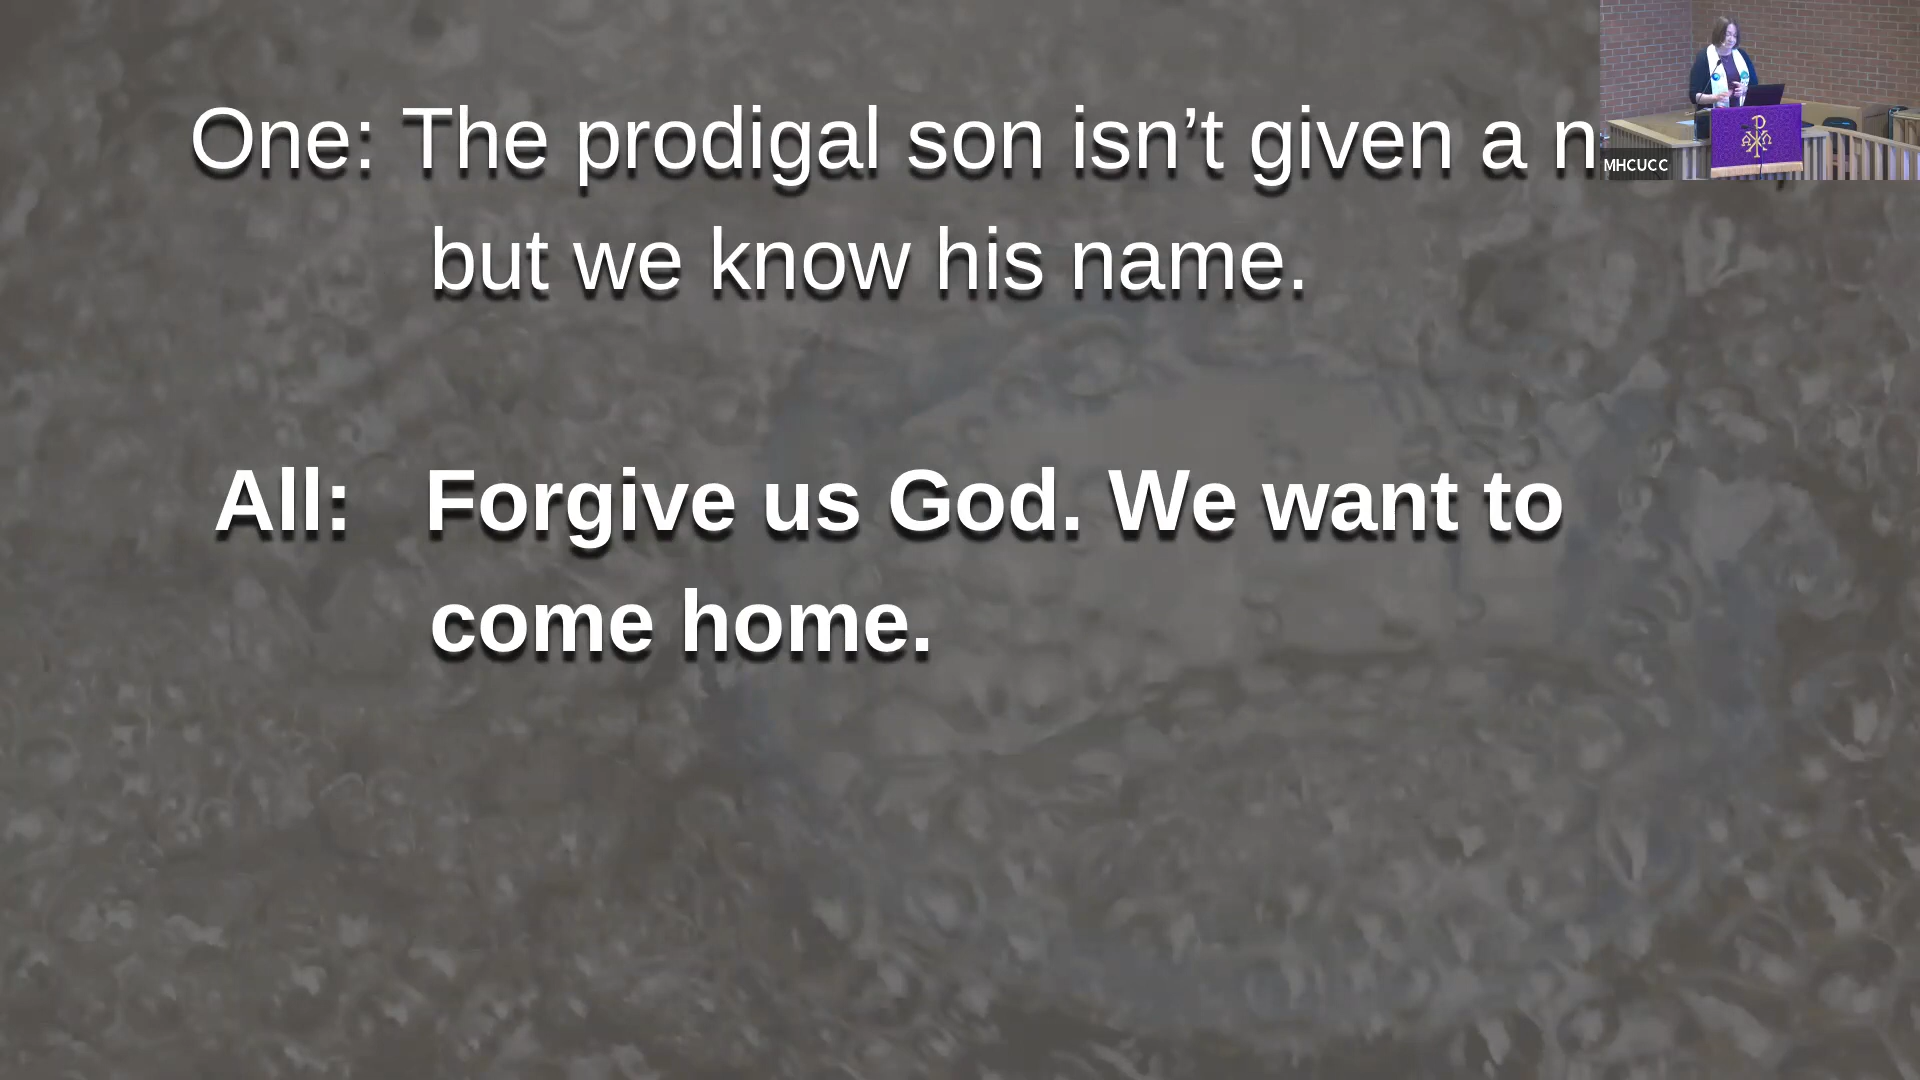 One: The prodigal son isn’t given a n
but we know his name.
All: Forgive us God. We want to
come home.
MHCUCC